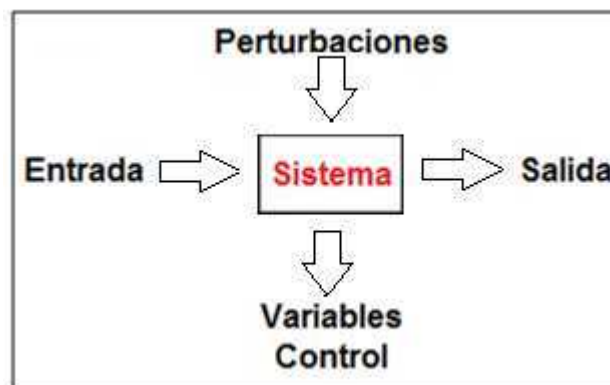 Perturbaciones
Entrada
Sistema
Salida
Variables
Control